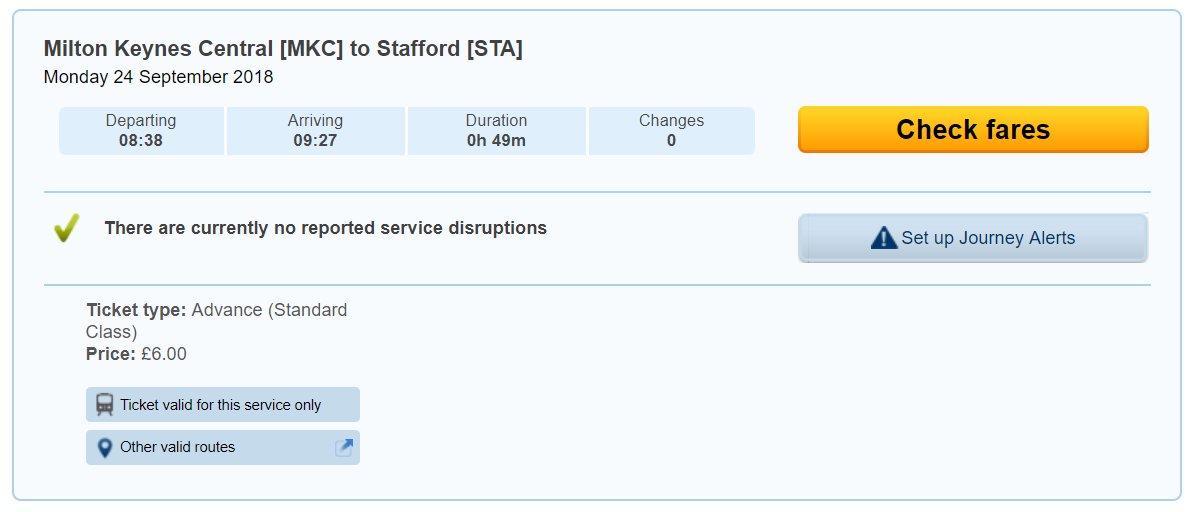 Milton Keynes Central [MKC] to Stafford [STA]
Monday 24 September 2018
Departing Arriving Duration Changes
08:38 09:27 0h 49m 0
Check fares
There are currently no reported service disruptions
Set up Journey Alerts
Ticket type: Advance (Standard
Class)
Price: £6.00
Ticket valid for this service only
Other valid routes